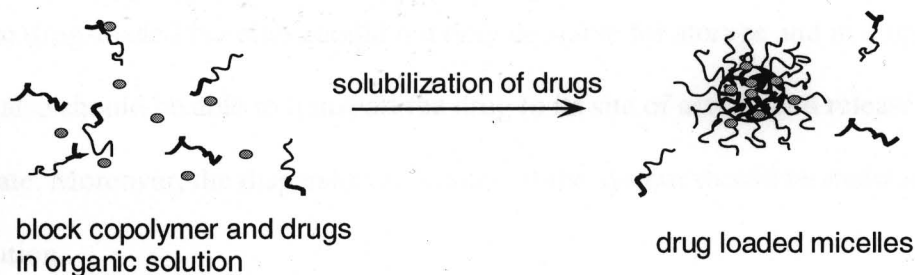 solubilization of drugs
block copolymer and drugs
in organic solution
drug loaded micelles